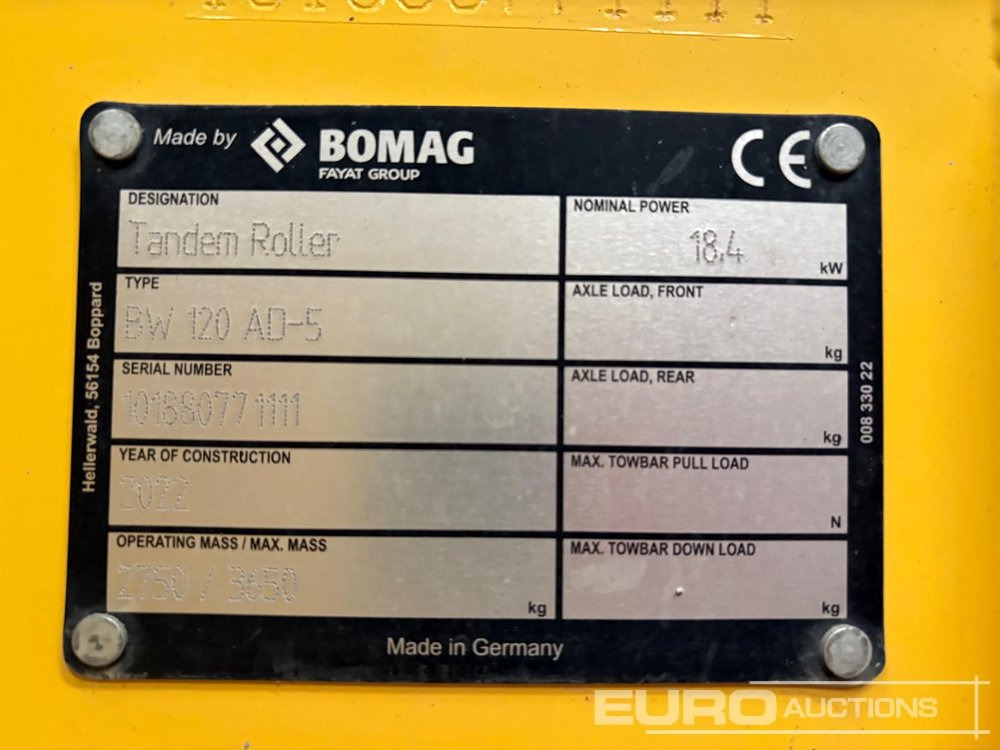 Made by BOMAG
FAYAT GROUP
CE
DESIGNATION
Tandem Roller
NOMINAL POWER
18,4
kW
TYPE
BW 120 AD-5
AXLE LOAD, FRONT
kg
SERIAL NUMBER
101880771111
AXLE LOAD, REAR
kg
YEAR OF CONSTRUCTION
2022
MAX. TOWBAR PULL LOAD
N
OPERATING MASS / MAX. MASS
2750 / 3650
kg
MAX. TOWBAR DOWN LOAD
kg
Hellerwald, 56154 Boppard
008 330 22
Made in Germany
EURO AUCTIONS